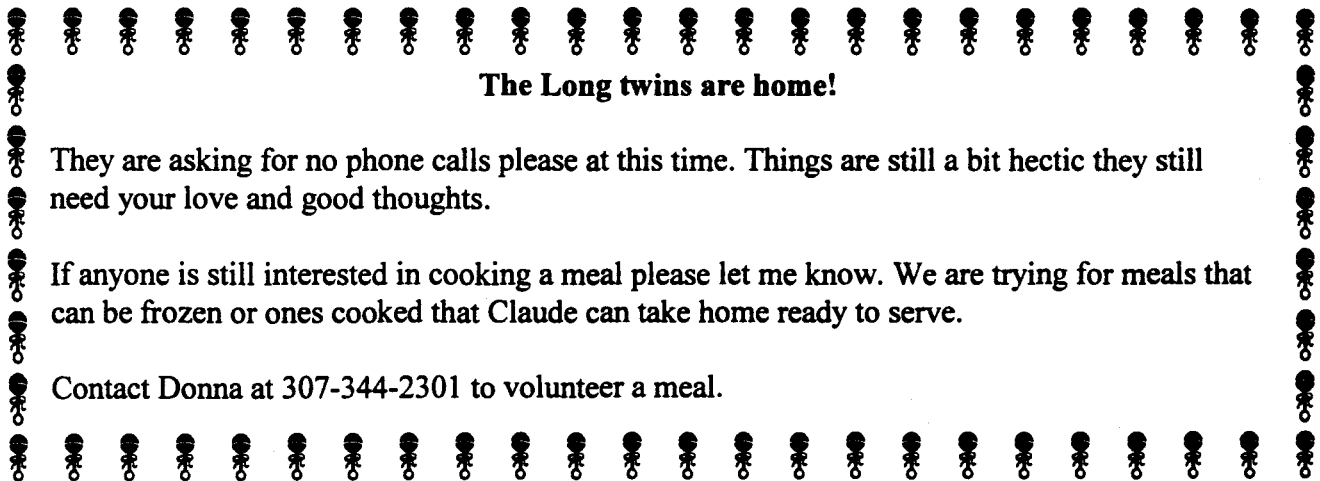 The Long twins are home!
They are asking for no phone calls please at this time. Things are still a bit hectic they still
need your love and good thoughts.
If anyone is still interested in cooking a meal please let me know. We are trying for meals that
can be frozen or ones cooked that Claude can take home ready to serve.
Contact Donna at 307-344-2301 to volunteer a meal.